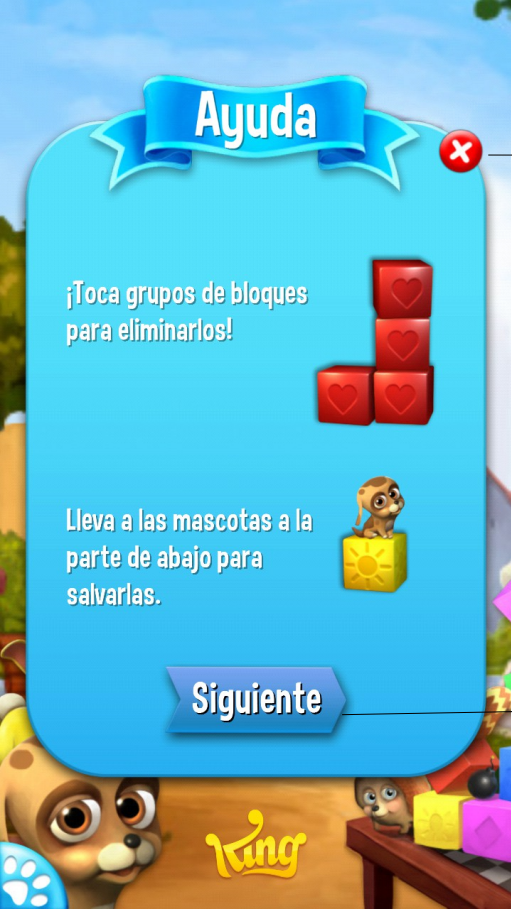 Ayuda
¡Toca grupos de bloques
para eliminarlos!
Lleva a las mascotas a la
parte de abajo para
salvarlas.
Siguiente
King